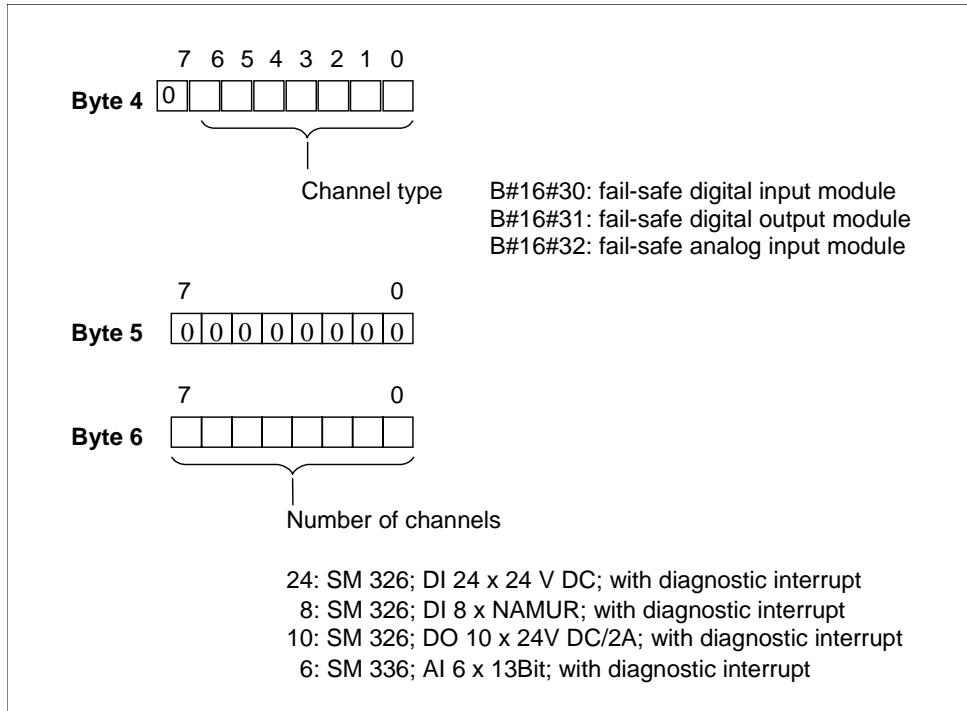 7 6 5 4 3 2 1 0
Byte 4 0
Channel type B#16#30: fail-safe digital input module
B#16#31: fail-safe digital output module
B#16#32: fail-safe analog input module
7 0
Byte 5 0 0 0 0 0 0 0 0
7 0
Byte 6
Number of channels
24: SM 326; DI 24 x 24 V DC; with diagnostic interrupt
8: SM 326; DI 8 x NAMUR; with diagnostic interrupt
10: SM 326; DO 10 x 24V DC/2A; with diagnostic interrupt
6: SM 336; AI 6 x 13Bit; with diagnostic interrupt